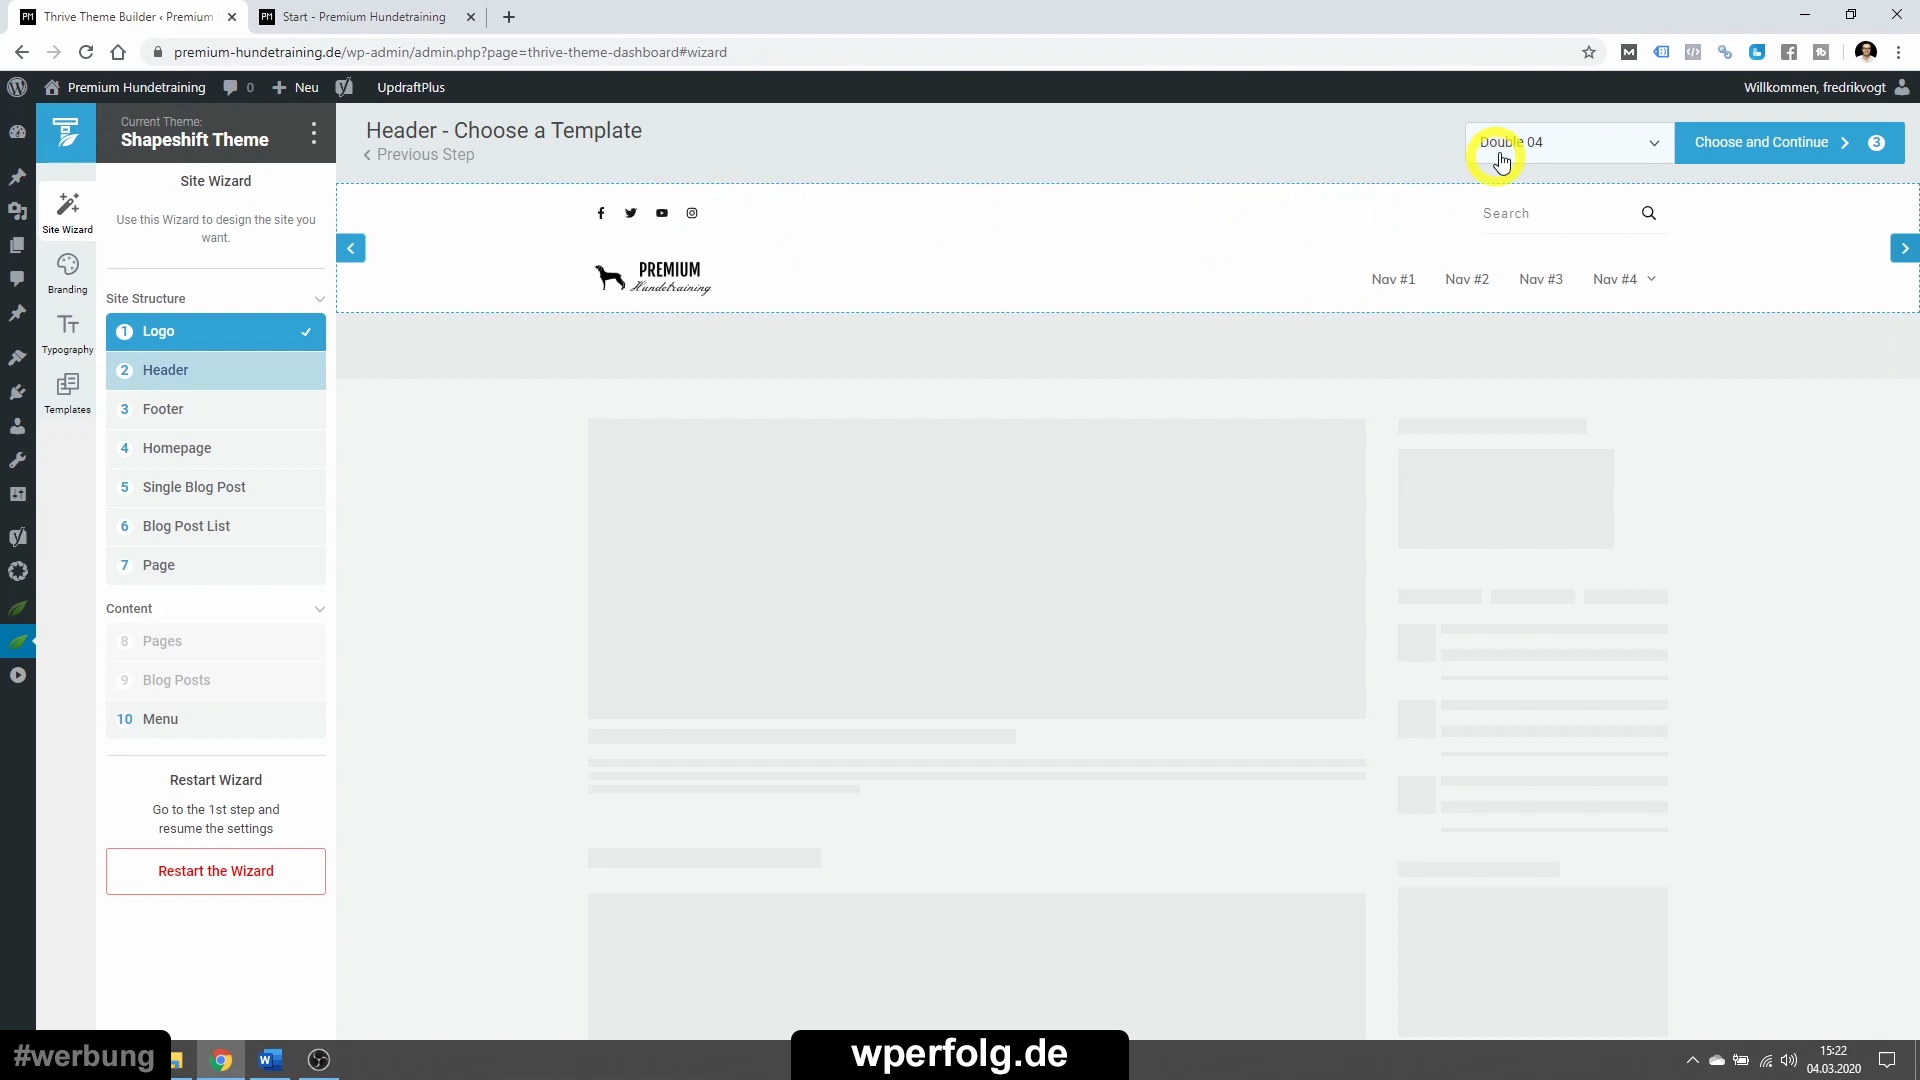 Thrive Theme Builder ‹ Premium
Start - Premium Hundetraining
premium-hundetraining.de/wp-admin/admin.php?page=thrive-theme-dashboard#wizard
Premium Hundetraining
0
Neu
UpdraftPlus
Willkommen, fredrikvogt
Current Theme:
Shapeshift Theme
Header - Choose a Template
Previous Step
Double 04
Choose and Continue
3
Site Wizard
Use this Wizard to design the site you
want.
Site Wizard
Branding
Typography
Templates
Search
PREMIUM
Hundetraining
Nav #1
Nav #2
Nav #3
Nav #4
Site Structure
1 Logo
2 Header
3 Footer
4 Homepage
5 Single Blog Post
6 Blog Post List
7 Page
Content
8 Pages
9 Blog Posts
10 Menu
Restart Wizard
Go to the 1st step and
resume the settings
Restart the Wizard
#werbung
wperfolg.de
15:22
04.03.2020